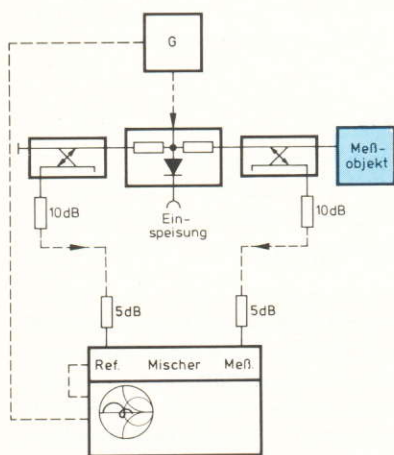 G
Meß-
objekt
10dB
Ein-
speisung
10dB
5dB
5dB
Ref. Mischer Meß.